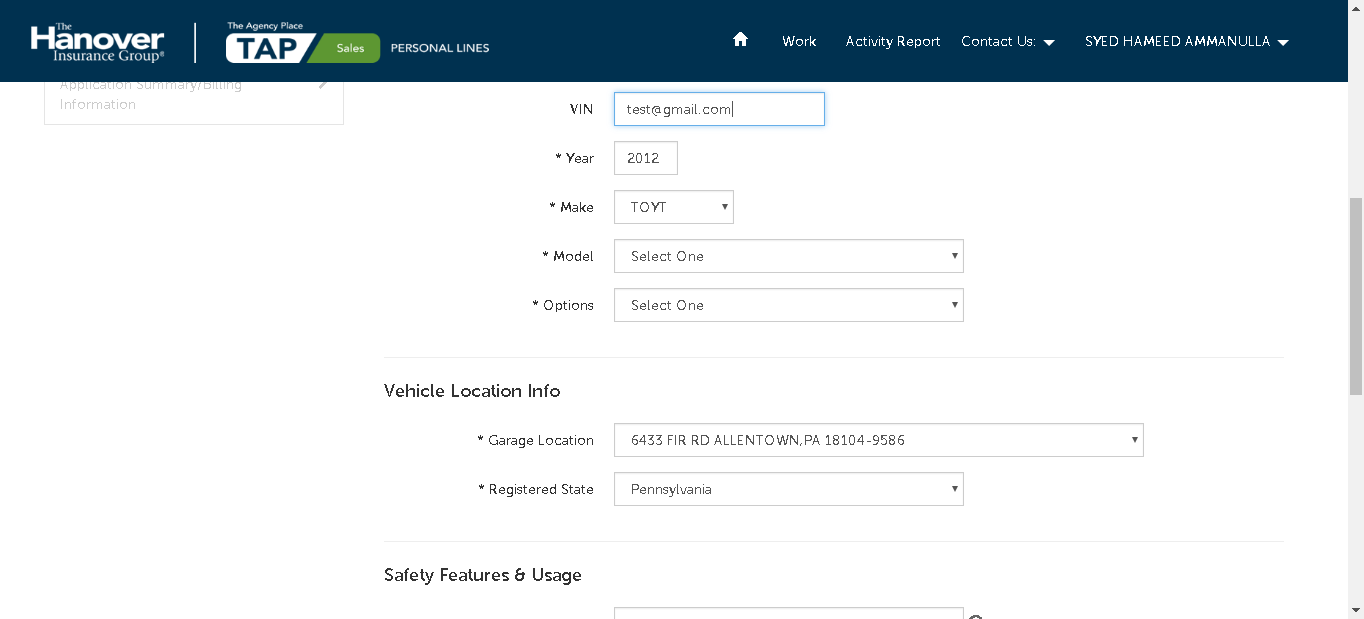 The
Hanover
Insurance Group®
The Agency Place
TAP Sales PERSONAL LINES
Work Activity Report Contact Us: SYED HAMEED AMMANULLA
Application Summary/Billing
Information
VIN test@gmail.com
* Year 2012
* Make TOYT
* Model Select One
* Options Select One
Vehicle Location Info
* Garage Location 6433 FIR RD ALLENTOWN,PA 18104-9586
* Registered State Pennsylvania
Safety Features & Usage